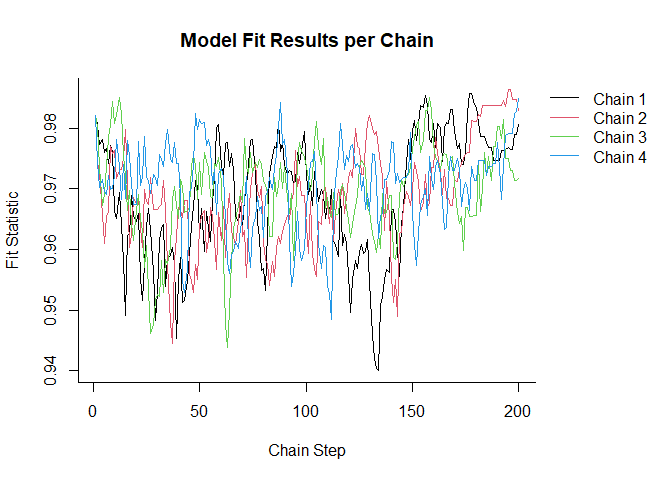 Model Fit Results per Chain
Fit Statistic
0.98
0.97
0.96
0.95
0.94
0
50
100
150
200
Chain Step
Chain 1
Chain 2
Chain 3
Chain 4